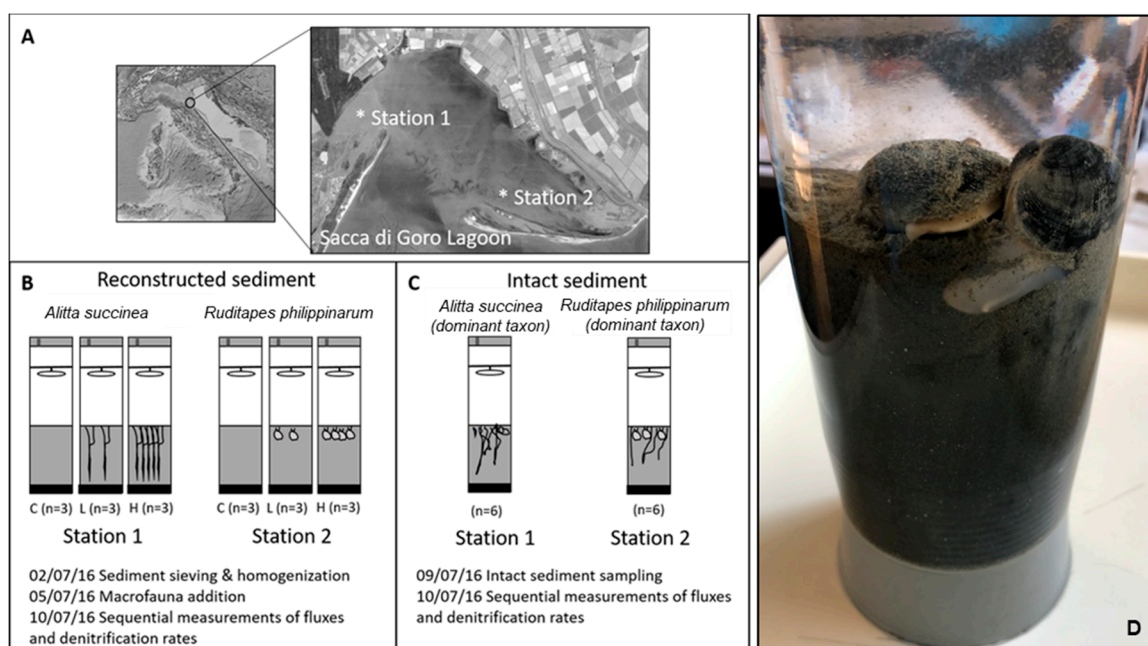 A
* Station 1
* Station 2
Sacca di Goro Lagoon
B
Reconstructed sediment
Alitta succinea
Ruditapes philippinarum
C (n=3) L (n=3) H (n=3)
C (n=3) L (n=3) H (n=3)
Station 1
Station 2
02/07/16 Sediment sieving & homogenization
05/07/16 Macrofauna addition
10/07/16 Sequential measurements of fluxes
and denitrification rates
C
Intact sediment
Alitta succinea
(dominant taxon)
Ruditapes philippinarum
(dominant taxon)
(n=6)
(n=6)
Station 1
Station 2
09/07/16 Intact sediment sampling
10/07/16 Sequential measurements of fluxes
and denitrification rates
D